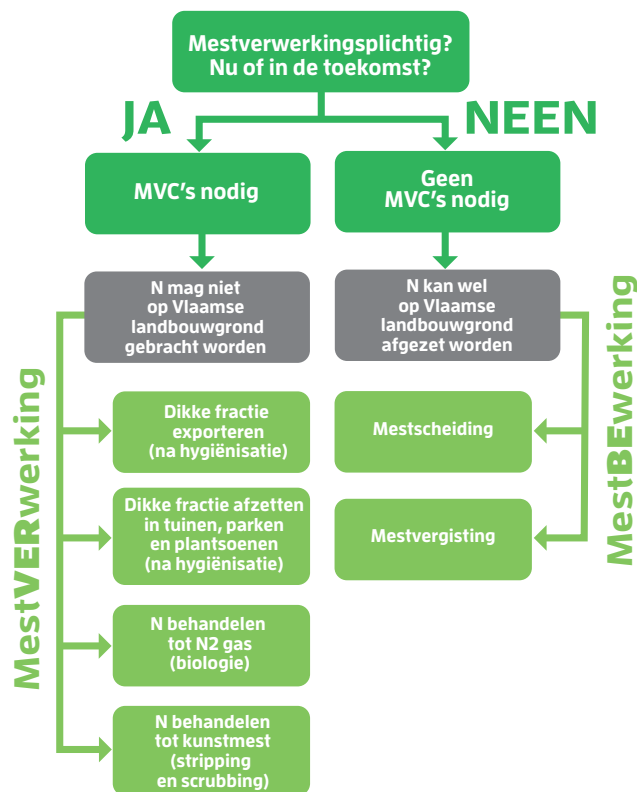 Mestverwerkingsplichtig?
Nu of in de toekomst?
JA
NEEN
MVC's nodig
Geen
MVC's nodig
N mag niet
op Vlaamse
landbouwgrond
gebracht worden
N kan wel
op Vlaamse
landbouwgrond
afgezet worden
MestVERwerking
Dikke fractie
exporteren
(na hygiënisatie)
Dikke fractie afzetten
in tuinen, parken
en plantsoenen
(na hygiënisatie)
N behandelen
tot N2 gas
(biologie)
N behandelen
tot kunstmest
(stripping
en scrubbing)
Mestscheiding
Mestvergisting
MestBEwerking